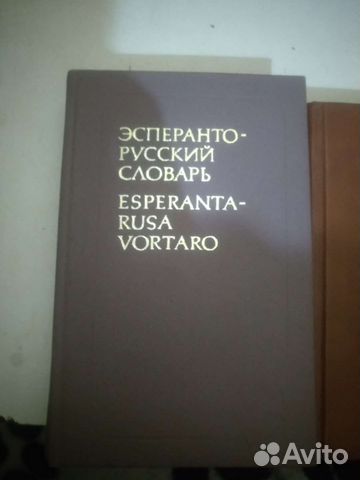 ЭСПЕРАНТО-
РУССКИЙ
СЛОВАРЬ
ESPERANTA-
RUSA
VORTARO
Avito